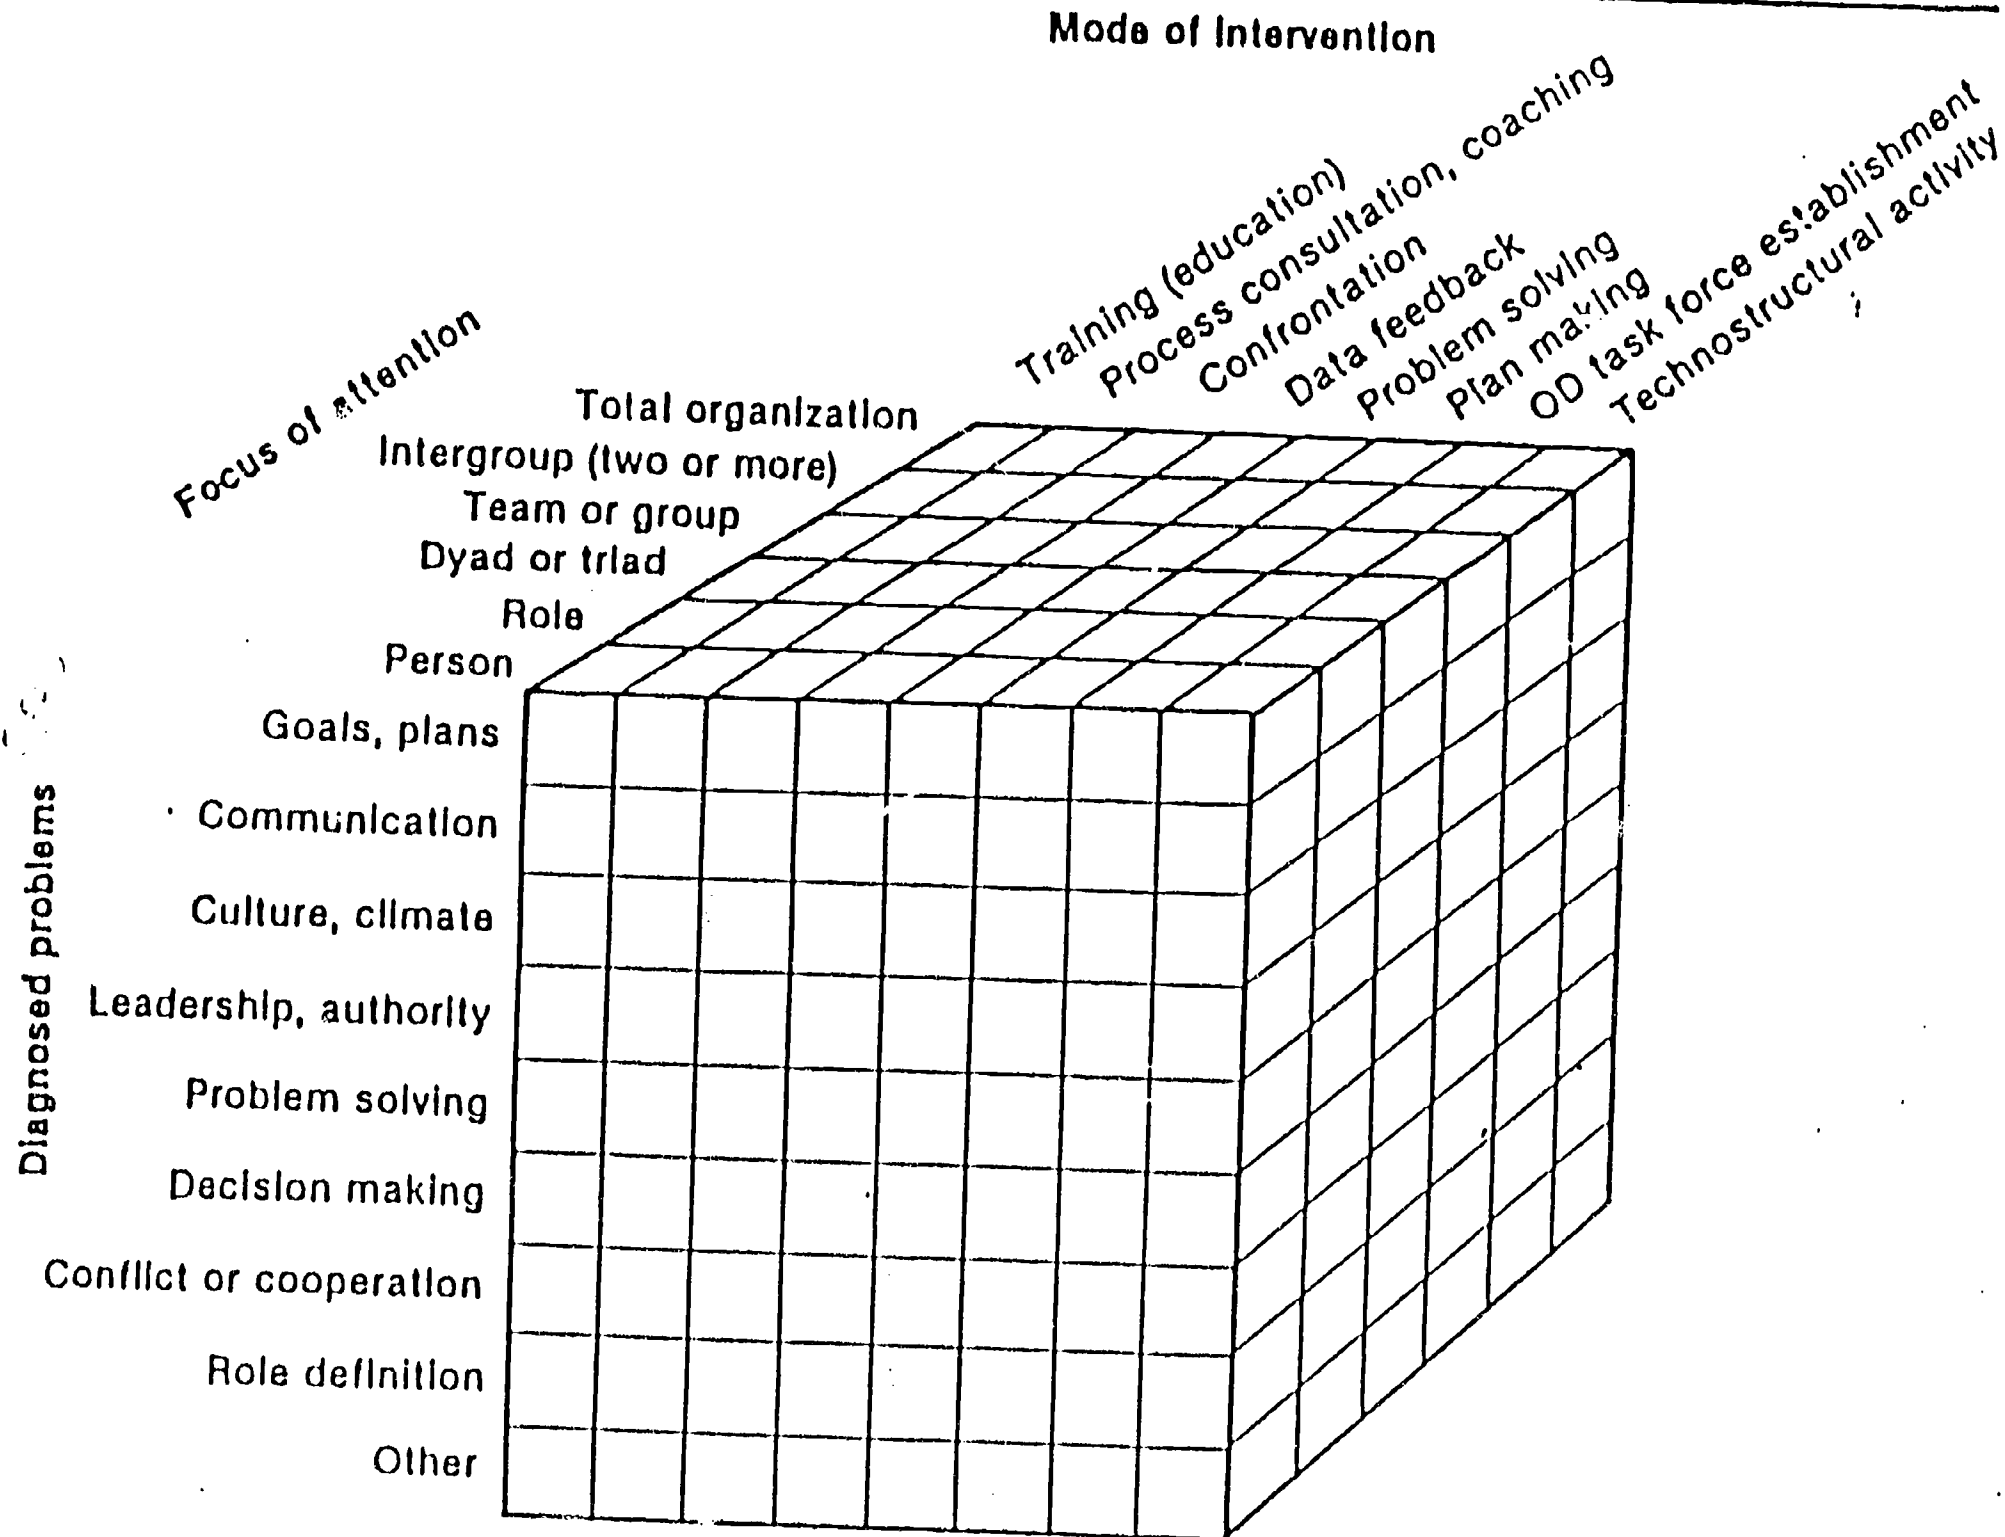 Mode of Intervention
Training (education)
Process consultation, coaching
Confrontation
Data feedback
Problem solving
Plan making
OD task force establishment
Technostructural activity
Focus of attention
Total organization
Intergroup (two or more)
Team or group
Dyad or triad
Role
Person
Diagnosed problems
Goals, plans
Communication
Culture, climate
Leadership, authority
Problem solving
Decision making
Conflict or cooperation
Role definition
Other